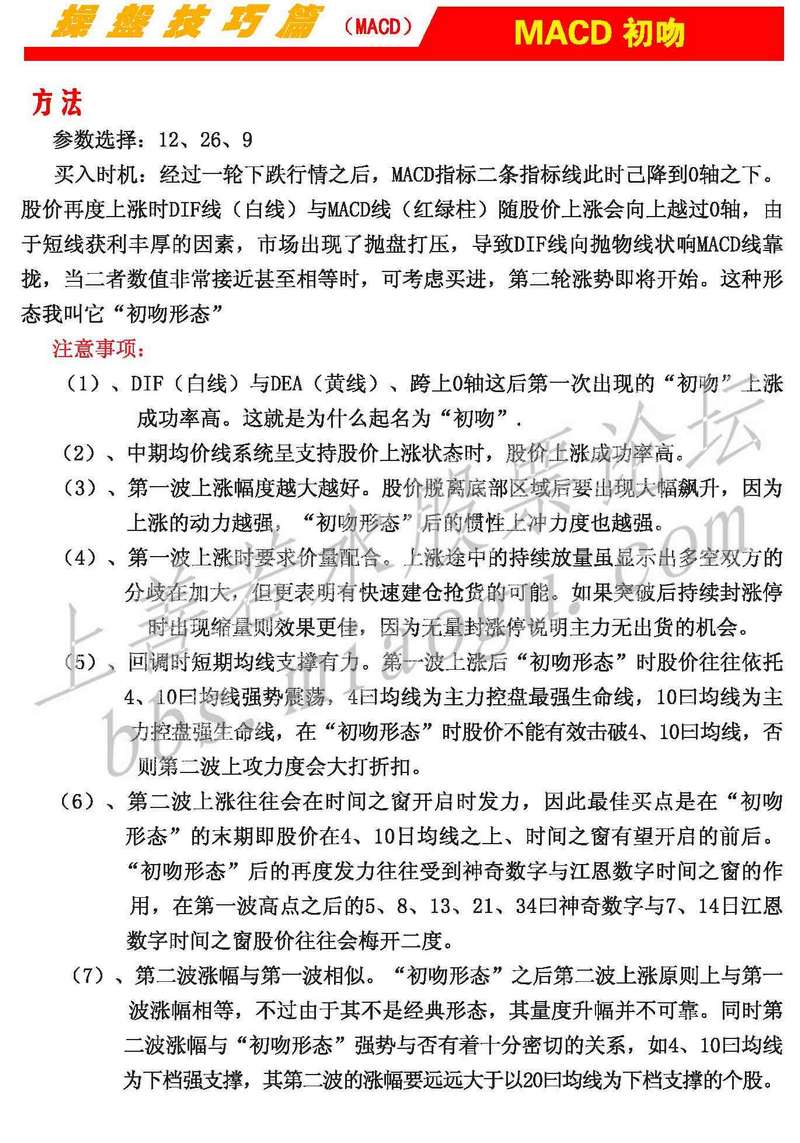 操盘技巧篇（MACD） MACD 初吻
方法
参数选择：12、26、9
买入时机：经过一轮下跌行情之后，MACD指标二条指标线此时己降到0轴之下。
股价再度上涨时DIF线（白线）与MACD线（红绿柱）随股价上涨会向上越过0轴，由
于短线获利丰厚的因素，市场出现了抛盘打压，导致DIF线向抛物线状响MACD线靠
拢，当二者数值非常接近甚至相等时，可考虑买进，第二轮涨势即将开始。这种形
态我叫它“初吻形态”
注意事项：
（1）、DIF（白线）与DEA（黄线）、跨上0轴这后第一次出现的“初吻”上涨
成功率高。这就是为什么起名为“初吻”.
（2）、中期均价线系统呈支持股价上涨状态时，股价上涨成功率高。
（3）、第一波上涨幅度越大越好。股价脱离底部区域后要出现大幅飙升，因为
上涨的动力越强，“初吻形态”后的惯性上冲力度也越强。
（4）、第一波上涨时要求价量配合。上涨途中的持续放量虽显示出多空双方的
分歧在加大，但更表明有快速建仓抢货的可能。如果突破后持续封涨停
时出现缩量则效果更佳，因为无量封涨停说明主力无出货的机会。
（5）、回调时短期均线支撑有力。第一波上涨后“初吻形态”时股价往往依托
4、10曰均线强势震荡，4曰均线为主力控盘最强生命线，10曰均线为主
力控盘强生命线，在“初吻形态”时股价不能有效击破4、10曰均线，否
则第二波上攻力度会大打折扣。
（6）、第二波上涨往往会在时间之窗开启时发力，因此最佳买点是在“初吻
形态”的末期即股价在4、10日均线之上、时间之窗有望开启的前后。
“初吻形态”后的再度发力往往受到神奇数字与江恩数字时间之窗的作
用，在第一波高点之后的5、8、13、21、34曰神奇数字与7、14日江恩
数字时间之窗股价往往会梅开二度。
（7）、第二波涨幅与第一波相似。“初吻形态”之后第二波上涨原则上与第一
波涨幅相等，不过由于其不是经典形态，其量度升幅并不可靠。同时第
二波涨幅与“初吻形态”强势与否有着十分密切的关系，如4、10曰均线
为下档强支撑，其第二波的涨幅要远远大于以20曰均线为下档支撑的个股。
上善若水股票论坛
bbs.miaogu.com